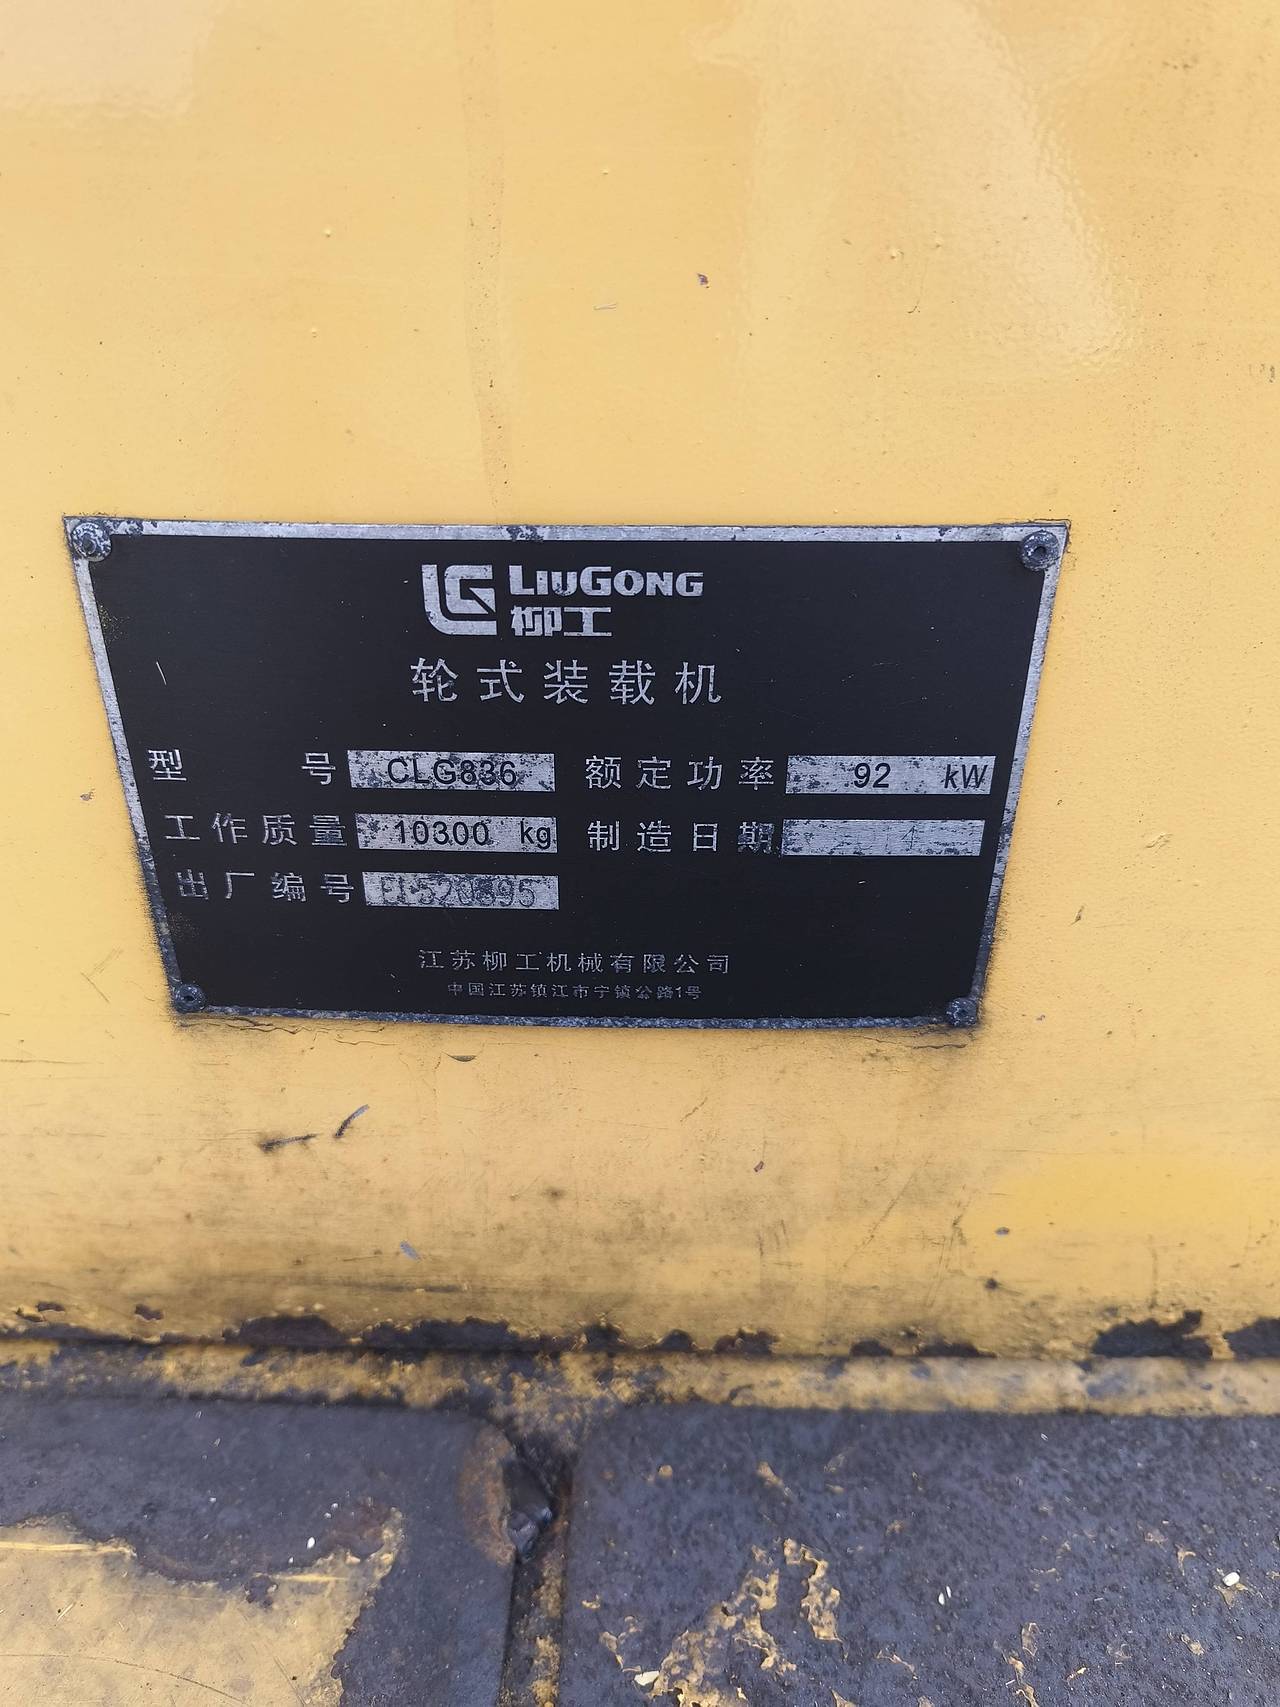 LIUGONG
柳工
轮式装载机
型号 CLG836 额定功率 92 kW
工作质量 10300 kg 制造日期
出厂编号
江苏柳工机械有限公司
中国江苏镇江市宁镇公路1号